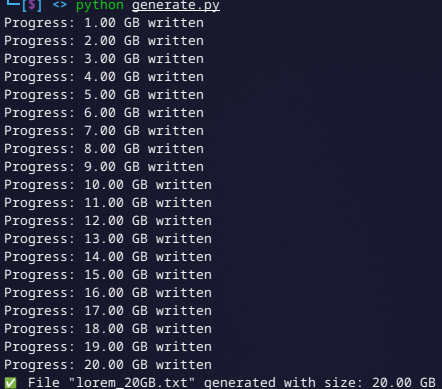 └─[$] <> python generate.py
Progress: 1.00 GB written
Progress: 2.00 GB written
Progress: 3.00 GB written
Progress: 4.00 GB written
Progress: 5.00 GB written
Progress: 6.00 GB written
Progress: 7.00 GB written
Progress: 8.00 GB written
Progress: 9.00 GB written
Progress: 10.00 GB written
Progress: 11.00 GB written
Progress: 12.00 GB written
Progress: 13.00 GB written
Progress: 14.00 GB written
Progress: 15.00 GB written
Progress: 16.00 GB written
Progress: 17.00 GB written
Progress: 18.00 GB written
Progress: 19.00 GB written
Progress: 20.00 GB written
✅ File "lorem_20GB.txt" generated with size: 20.00 GB